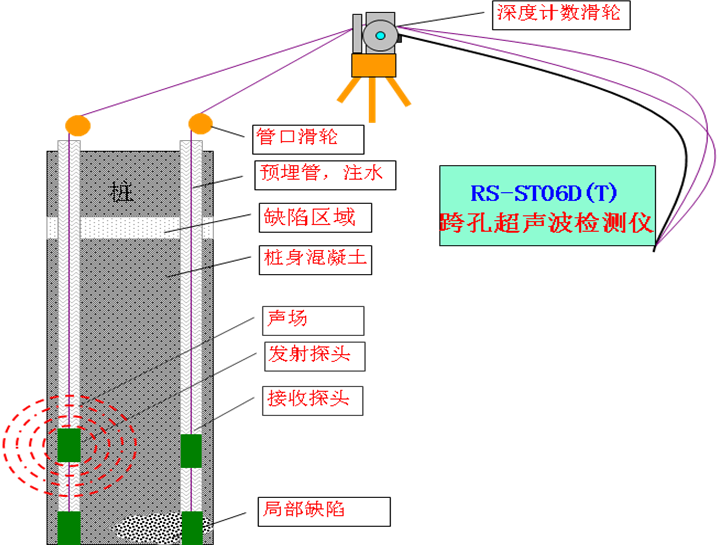 深度计数滑轮
管口滑轮
预埋管，注水
桩
RS-ST06D(T)
跨孔超声波检测仪
缺陷区域
桩身混凝土
声场
发射探头
接收探头
局部缺陷